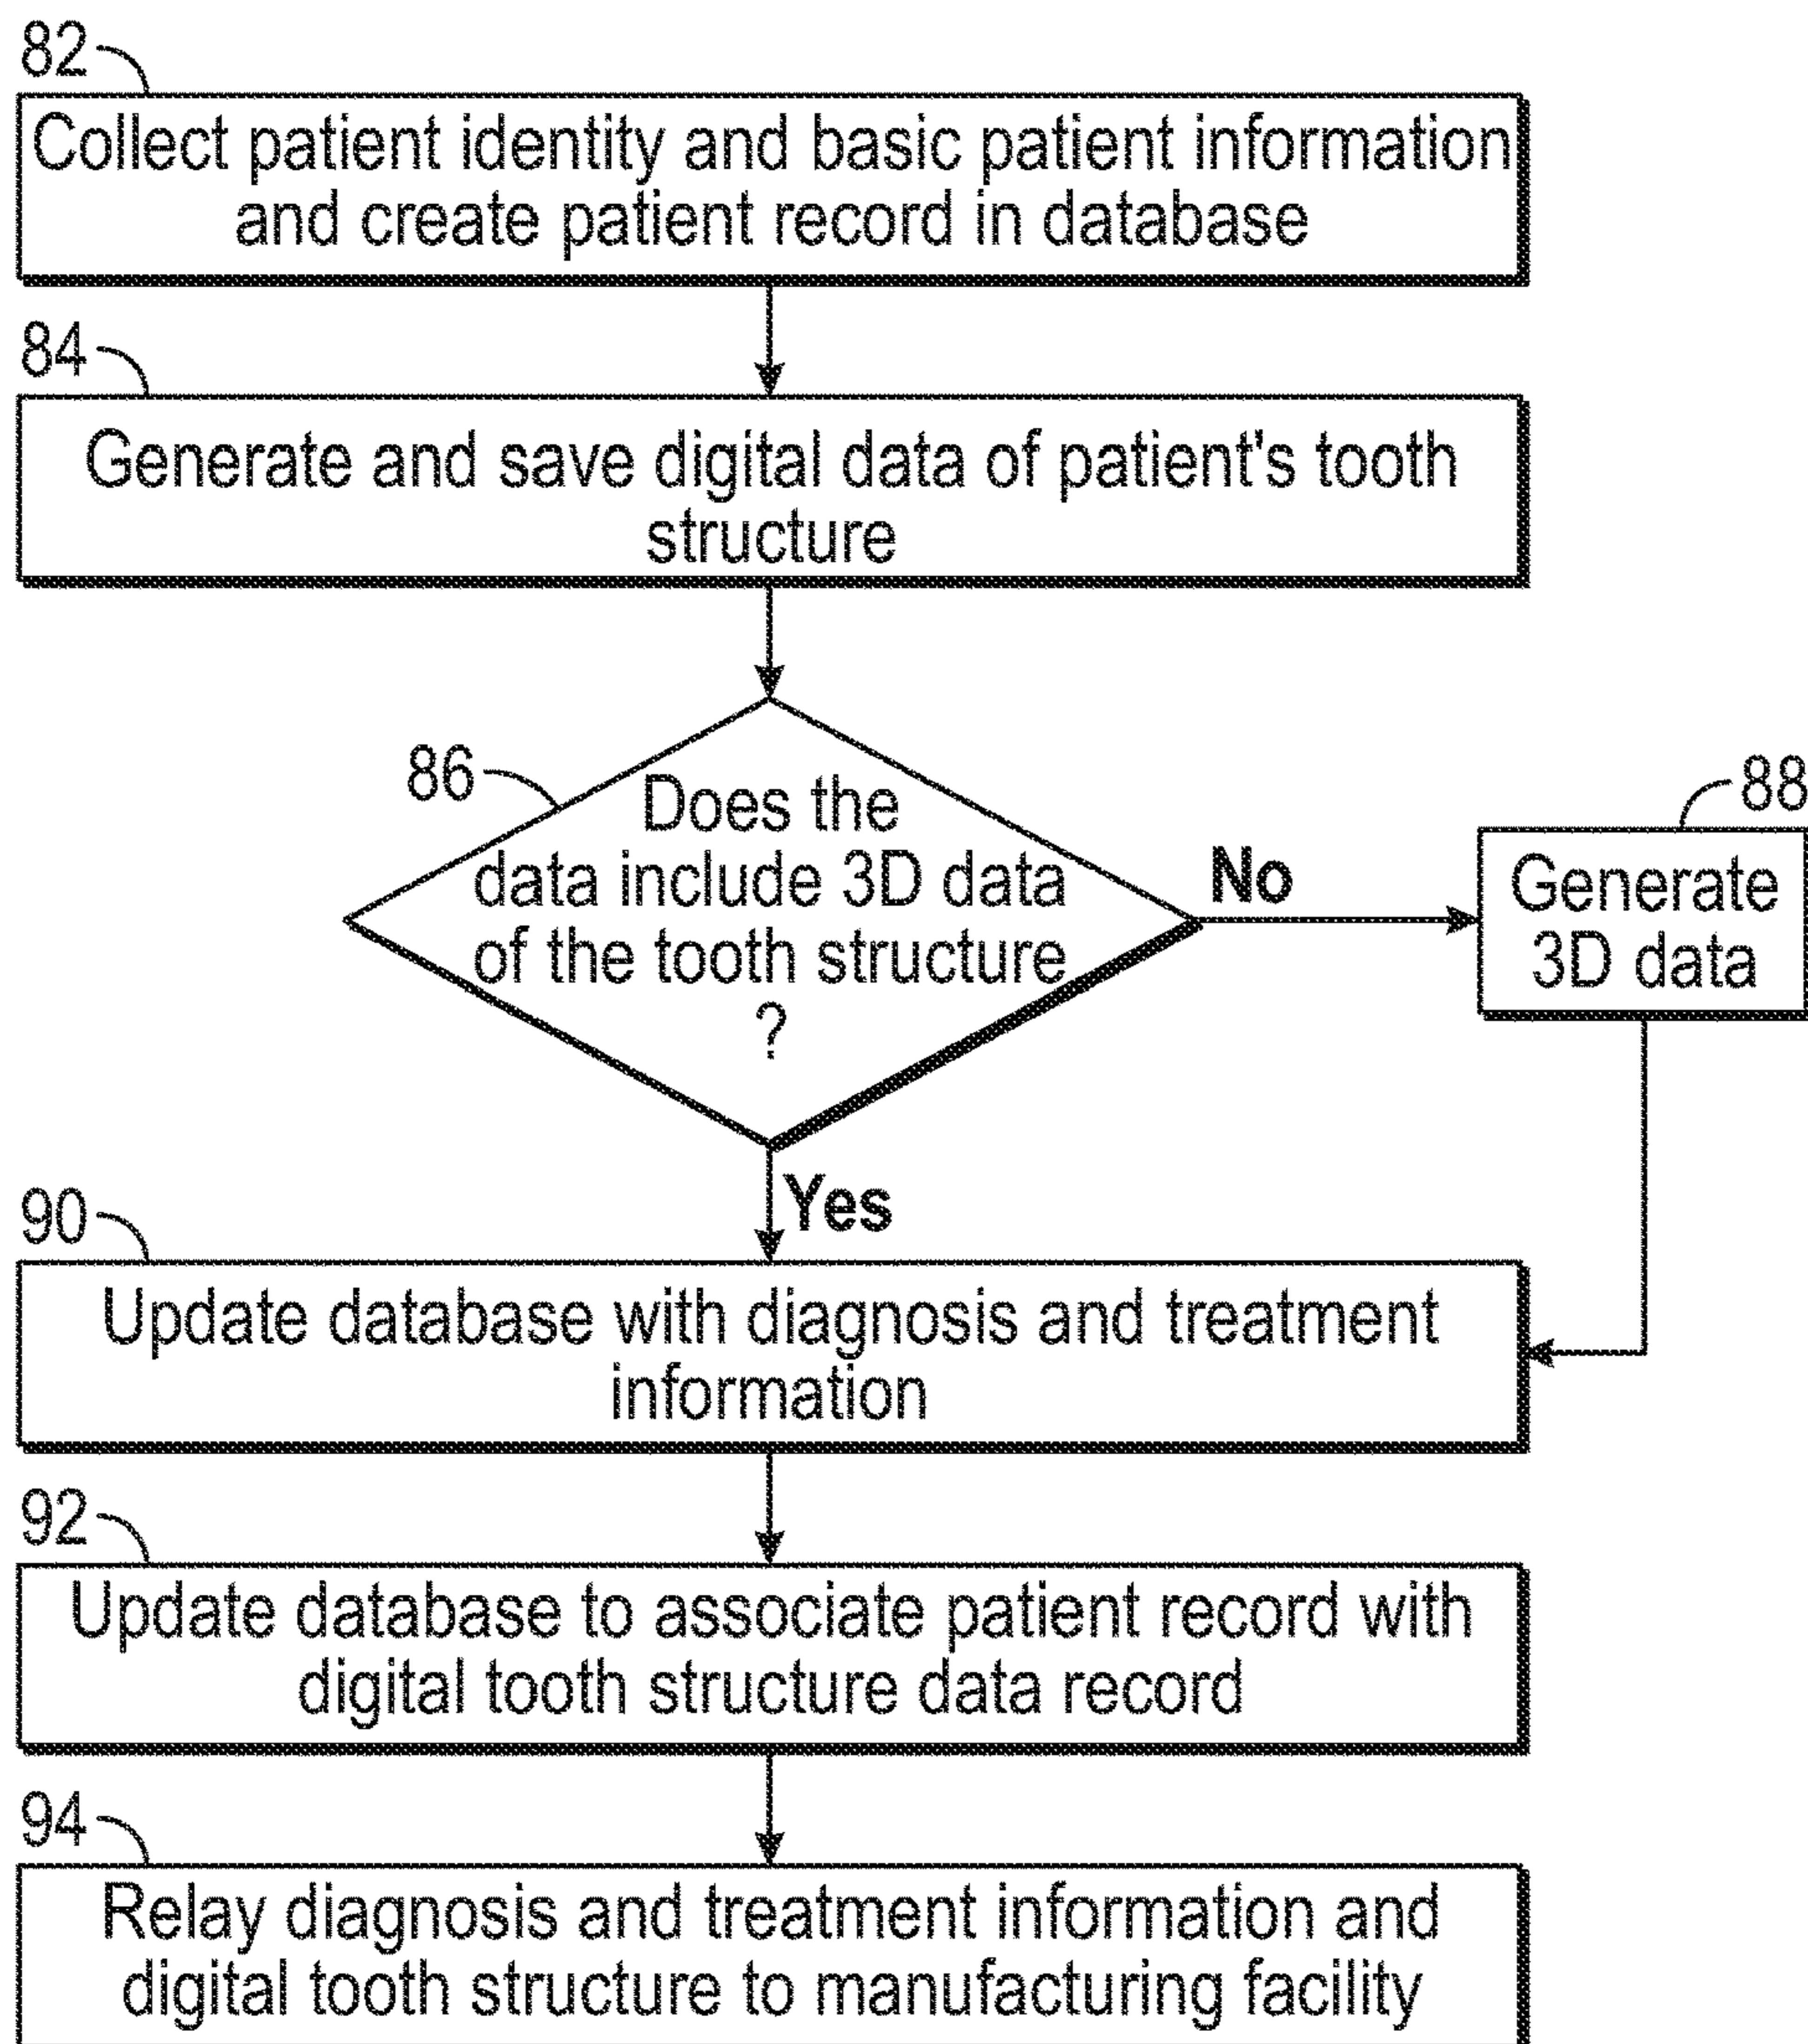 82
Collect patient identity and basic patient information
and create patient record in database
84
Generate and save digital data of patient's tooth
structure
86
Does the
data include 3D data
of the tooth structure
?
No
88
Generate
3D data
Yes
90
Update database with diagnosis and treatment
information
92
Update database to associate patient record with
digital tooth structure data record
94
Relay diagnosis and treatment information and
digital tooth structure to manufacturing facility